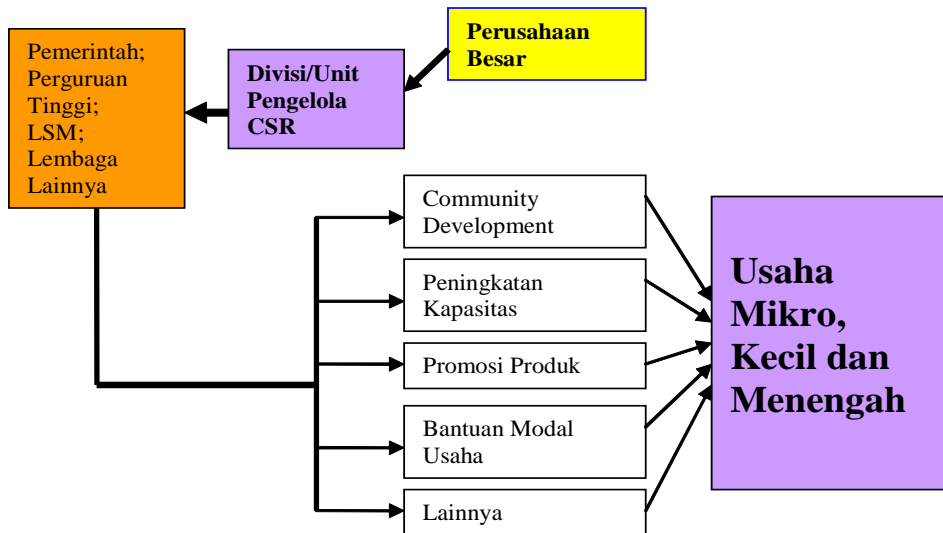 Pemerintah;
Perguruan
Tinggi;
LSM;
Lembaga
Lainnya
Divisi/Unit
Pengelola
CSR
Perusahaan
Besar
Community
Development
Peningkatan
Kapasitas
Promosi Produk
Bantuan Modal
Usaha
Lainnya
Usaha
Mikro,
Kecil dan
Menengah